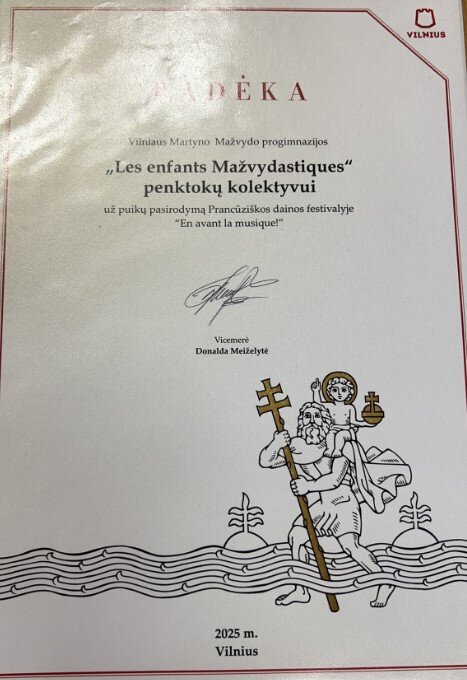 VILNIUS
PADĖKA
Vilniaus Martyno Mažvydo progimnazijos
„Les enfants Mažvydastiques“
penktokų kolektyvui
už puikų pasirodymą Prancūziškos dainos festivalyje
“En avant la musique!”
Vicemerė
Donalda Meiželytė
2025 m.
Vilnius